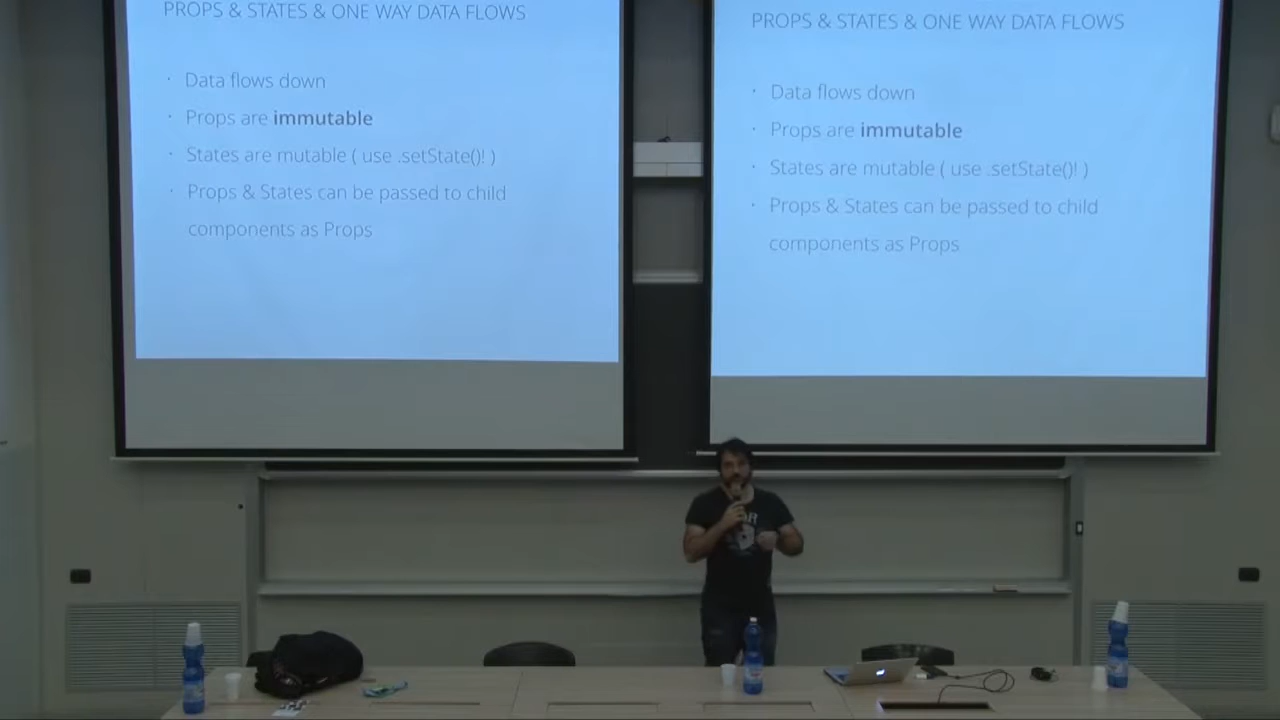 PROPS & STATES & ONE WAY DATA FLOWS
· Data flows down
· Props are immutable
· States are mutable ( use .setState()! )
· Props & States can be passed to child
components as Props
PROPS & STATES & ONE WAY DATA FLOWS
· Data flows down
· Props are immutable
· States are mutable ( use .setState()! )
· Props & States can be passed to child
components as Props